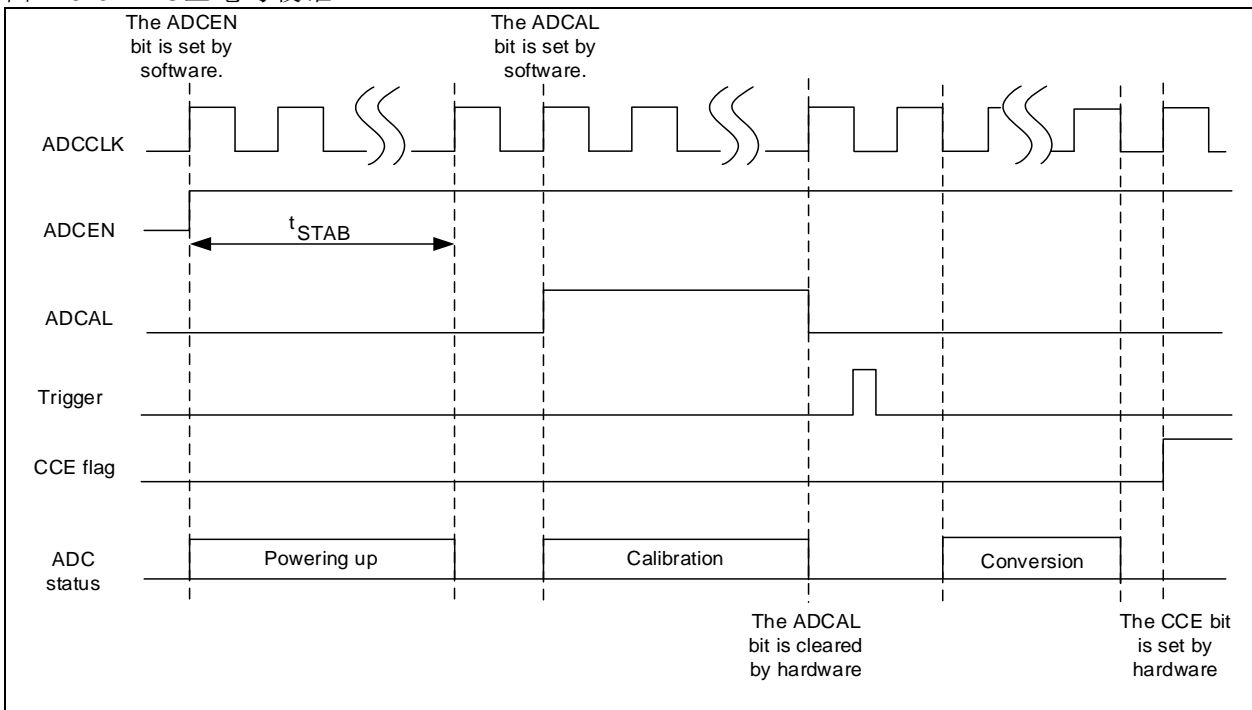 The ADCEN
bit is set by
software.
The ADCAL
bit is set by
software.
ADCCLK
ADCEN
tSTAB
ADCAL
Trigger
CCE flag
ADC
status
Powering up
Calibration
Conversion
The ADCAL
bit is cleared
by hardware
The CCE bit
is set by
hardware